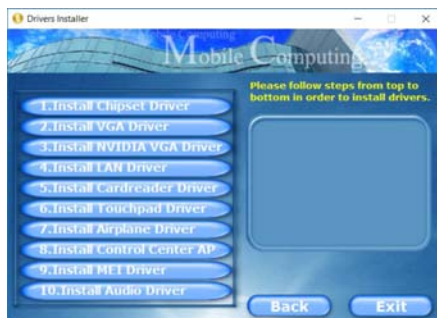 Drivers Installer
Mobile Computing
Mobile Computing
Please follow steps from top to
bottom in order to install drivers.
1.Install Chipset Driver
2.Install VGA Driver
3.Install NVIDIA VGA Driver
4.Install LAN Driver
5.Install Cardreader Driver
6.Install Touchpad Driver
7.Install Airplane Driver
8.Install Control Center AP
9.Install MEI Driver
10.Install Audio Driver
Back
Exit